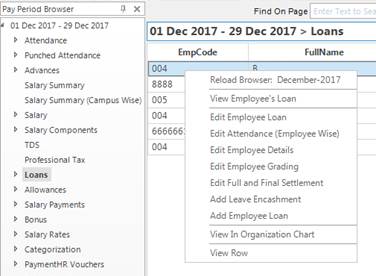 Pay Period Browser
01 Dec 2017 - 29 Dec 2017
Attendance
Punched Attendance
Advances
Salary Summary
Salary Summary (Campus Wise)
Salary
Salary Components
TDS
Professional Tax
Loans
Allowances
Salary Payments
Bonus
Salary Rates
Categorization
PaymentHR Vouchers
Find On Page
Enter Text to Sear
01 Dec 2017 - 29 Dec 2017 > Loans
EmpCode FullName
004
8888
005
004
666666
004
Reload Browser: December-2017
View Employee's Loan
Edit Employee Loan
Edit Attendance (Employee Wise)
Edit Employee Details
Edit Employee Grading
Edit Full and Final Settlement
Add Leave Encashment
Add Employee Loan
View In Organization Chart
View Row